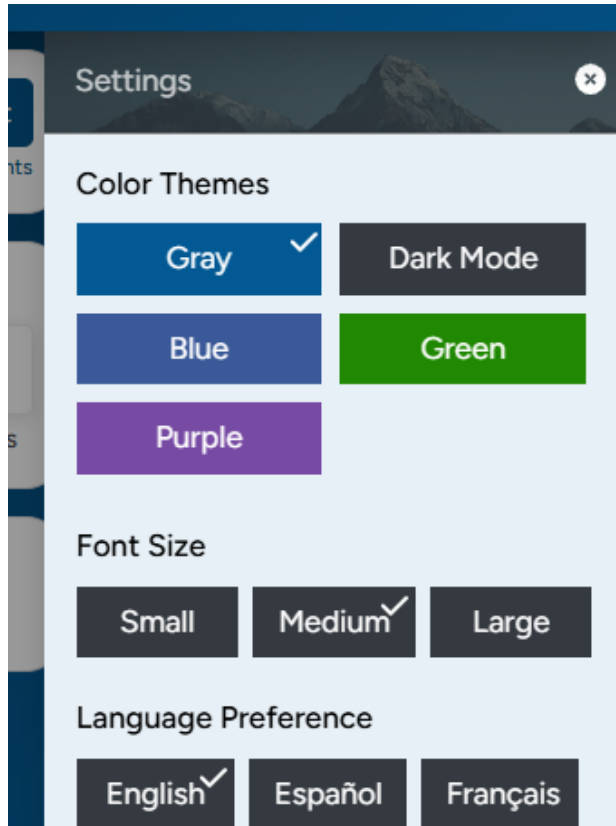 Settings
nts
Color Themes
Gray
Dark Mode
Blue
Green
s
Purple
Font Size
Small
Medium
Large
Language Preference
English
Español
Français